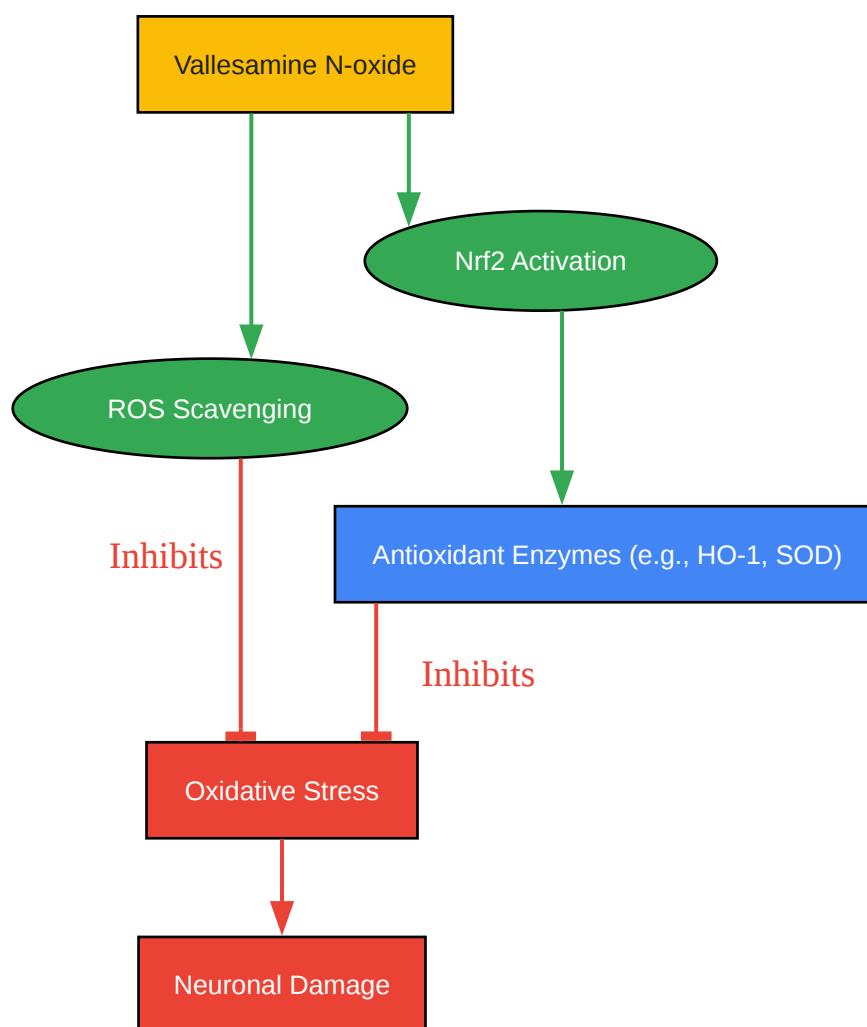 Vallesamine N-oxide
Nrf2 Activation
ROS Scavenging
Inhibits
Antioxidant Enzymes (e.g., HO-1, SOD)
Inhibits
Oxidative Stress
Neuronal Damage